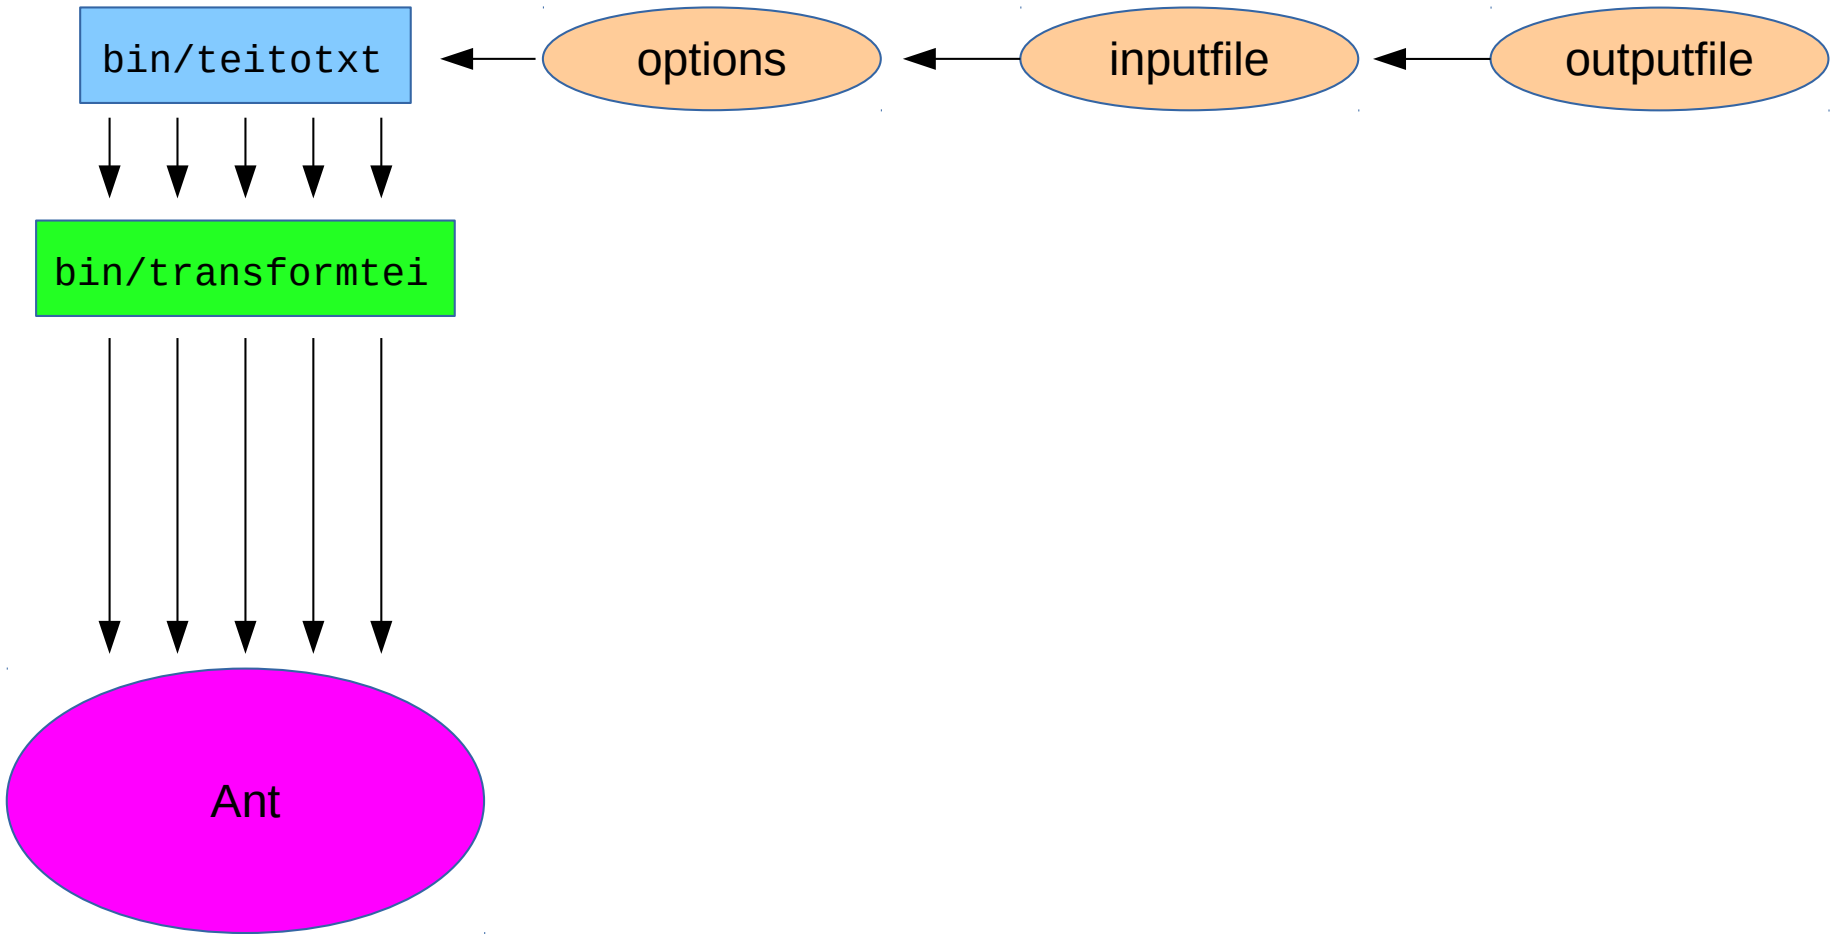 bin/teitotxt
options
inputfile
outputfile
bin/transformtei
Ant